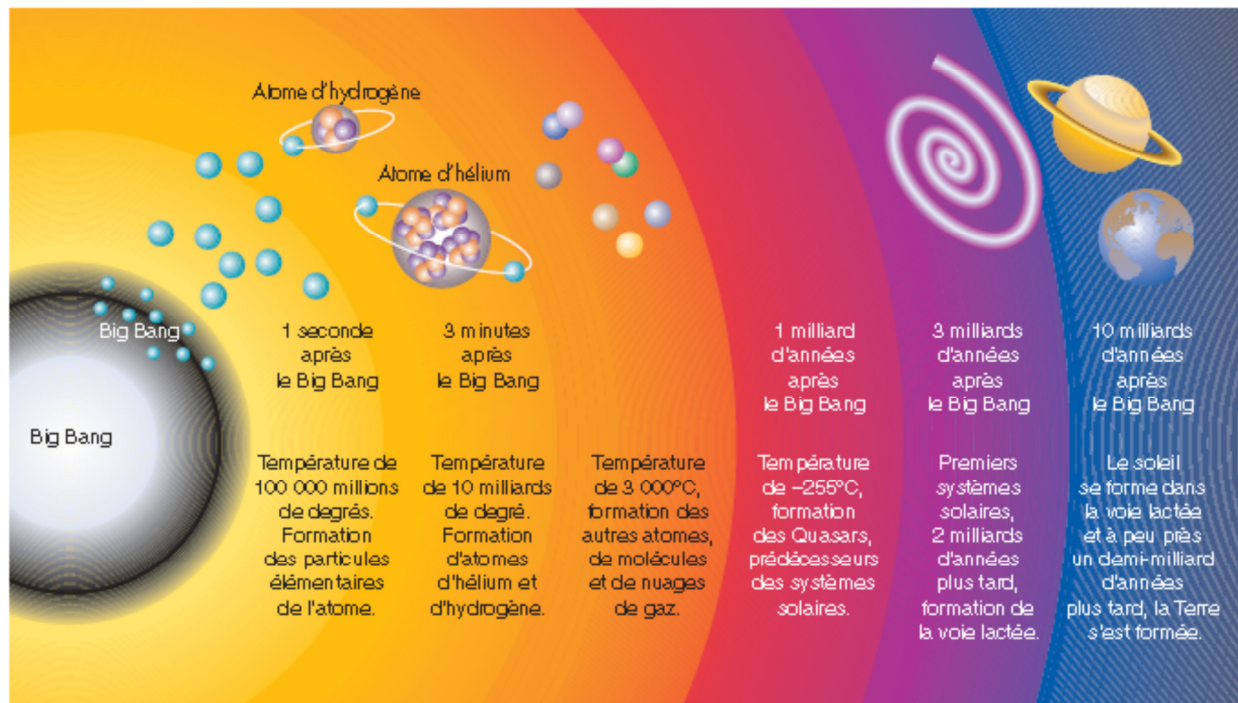 Atome d'hydrogène
Atome d'hélium
Big Bang
Big Bang
1 seconde
après
le Big Bang
Température de
100 000 millions
de degrés.
Formation
des particules
élémentaires
de l'atome.
3 minutes
après
le Big Bang
Température
de 10 milliards
de degré.
Formation
d'atomes
d'hélium et
d'hydrogène.
Température
de 3 000°C,
formation des
autres atomes,
de molécules
et de nuages
de gaz.
1 milliard
d'années
après
le Big Bang
Température
de –255°C,
formation
des Quasars,
prédécesseurs
des systèmes
solaires.
3 milliards
d'années
après
le Big Bang
Premiers
systèmes
solaires,
2 milliards
d'années
plus tard,
formation de
la voie lactée.
10 milliards
d'années
après
le Big Bang
Le soleil
se forme dans
la voie lactée
et à peu près
un demi-milliard
d'années
plus tard, la Terre
s'est formée.